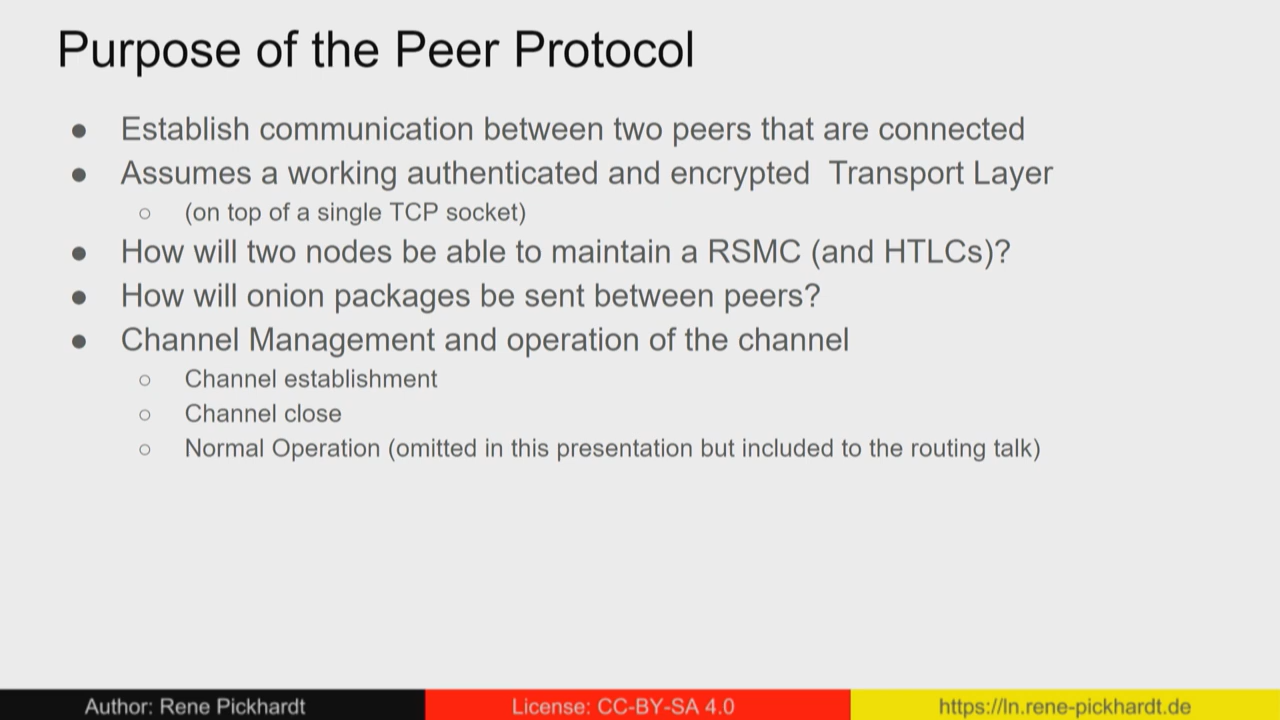 Purpose of the Peer Protocol
● Establish communication between two peers that are connected
● Assumes a working authenticated and encrypted  Transport Layer
○ (on top of a single TCP socket)
● How will two nodes be able to maintain a RSMC (and HTLCs)?
● How will onion packages be sent between peers?
● Channel Management and operation of the channel
○ Channel establishment
○ Channel close
○ Normal Operation (omitted in this presentation but included to the routing talk)
Author: Rene Pickhardt
License: CC-BY-SA 4.0
https://ln.rene-pickhardt.de